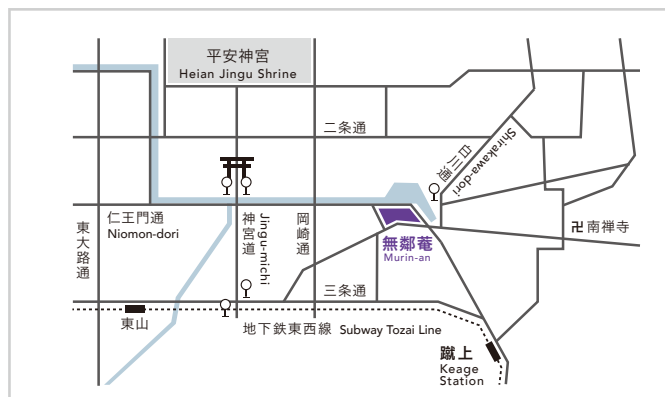 平安神宮
Heian Jingu Shrine
二条通
白川通
Shirakawa-dori
仁王門通
Niomon-dori
東大路通
神宮道
Jingu-michi
岡崎通
無鄰菴
Murin-an
卍南禅寺
三条通
東山
地下鉄東西線 Subway Tozai Line
蹴上
Keage
Station